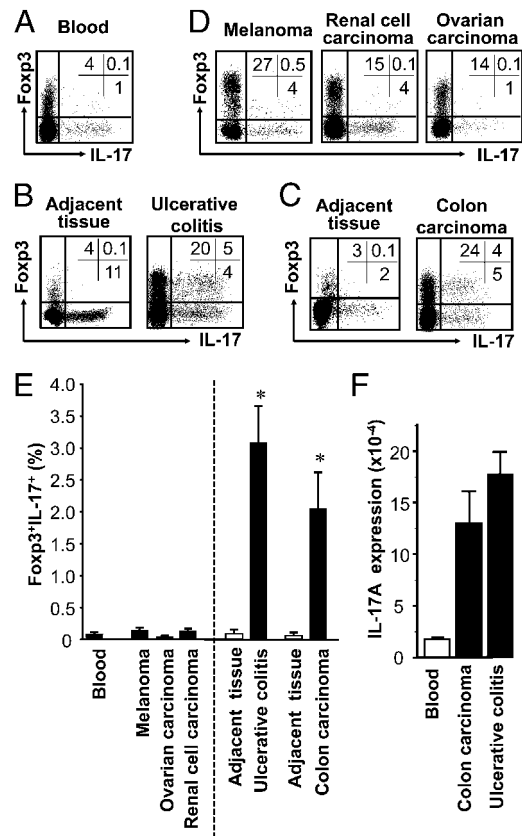 A
Blood
Foxp3
4 0.1
1
IL-17
D
Melanoma
Renal cell
carcinoma
Ovarian
carcinoma
Foxp3
27 0.5
4
15 0.1
4
14 0.1
1
IL-17
B
Adjacent
tissue
Ulcerative
colitis
Foxp3
4 0.1
11
20 5
4
IL-17
C
Adjacent
tissue
Colon
carcinoma
Foxp3
3 0.1
2
24 4
5
IL-17
E
Foxp3+IL-17+ (%)
4.0
3.5
3.0
2.5
2.0
1.5
1.0
0.5
0
*
*
Blood
Melanoma
Ovarian carcinoma
Renal cell carcinoma
Adjacent tissue
Ulcerative colitis
Adjacent tissue
Colon carcinoma
F
IL-17A expression (x10-4)
20
15
10
5
0
Blood
Colon carcinoma
Ulcerative colitis